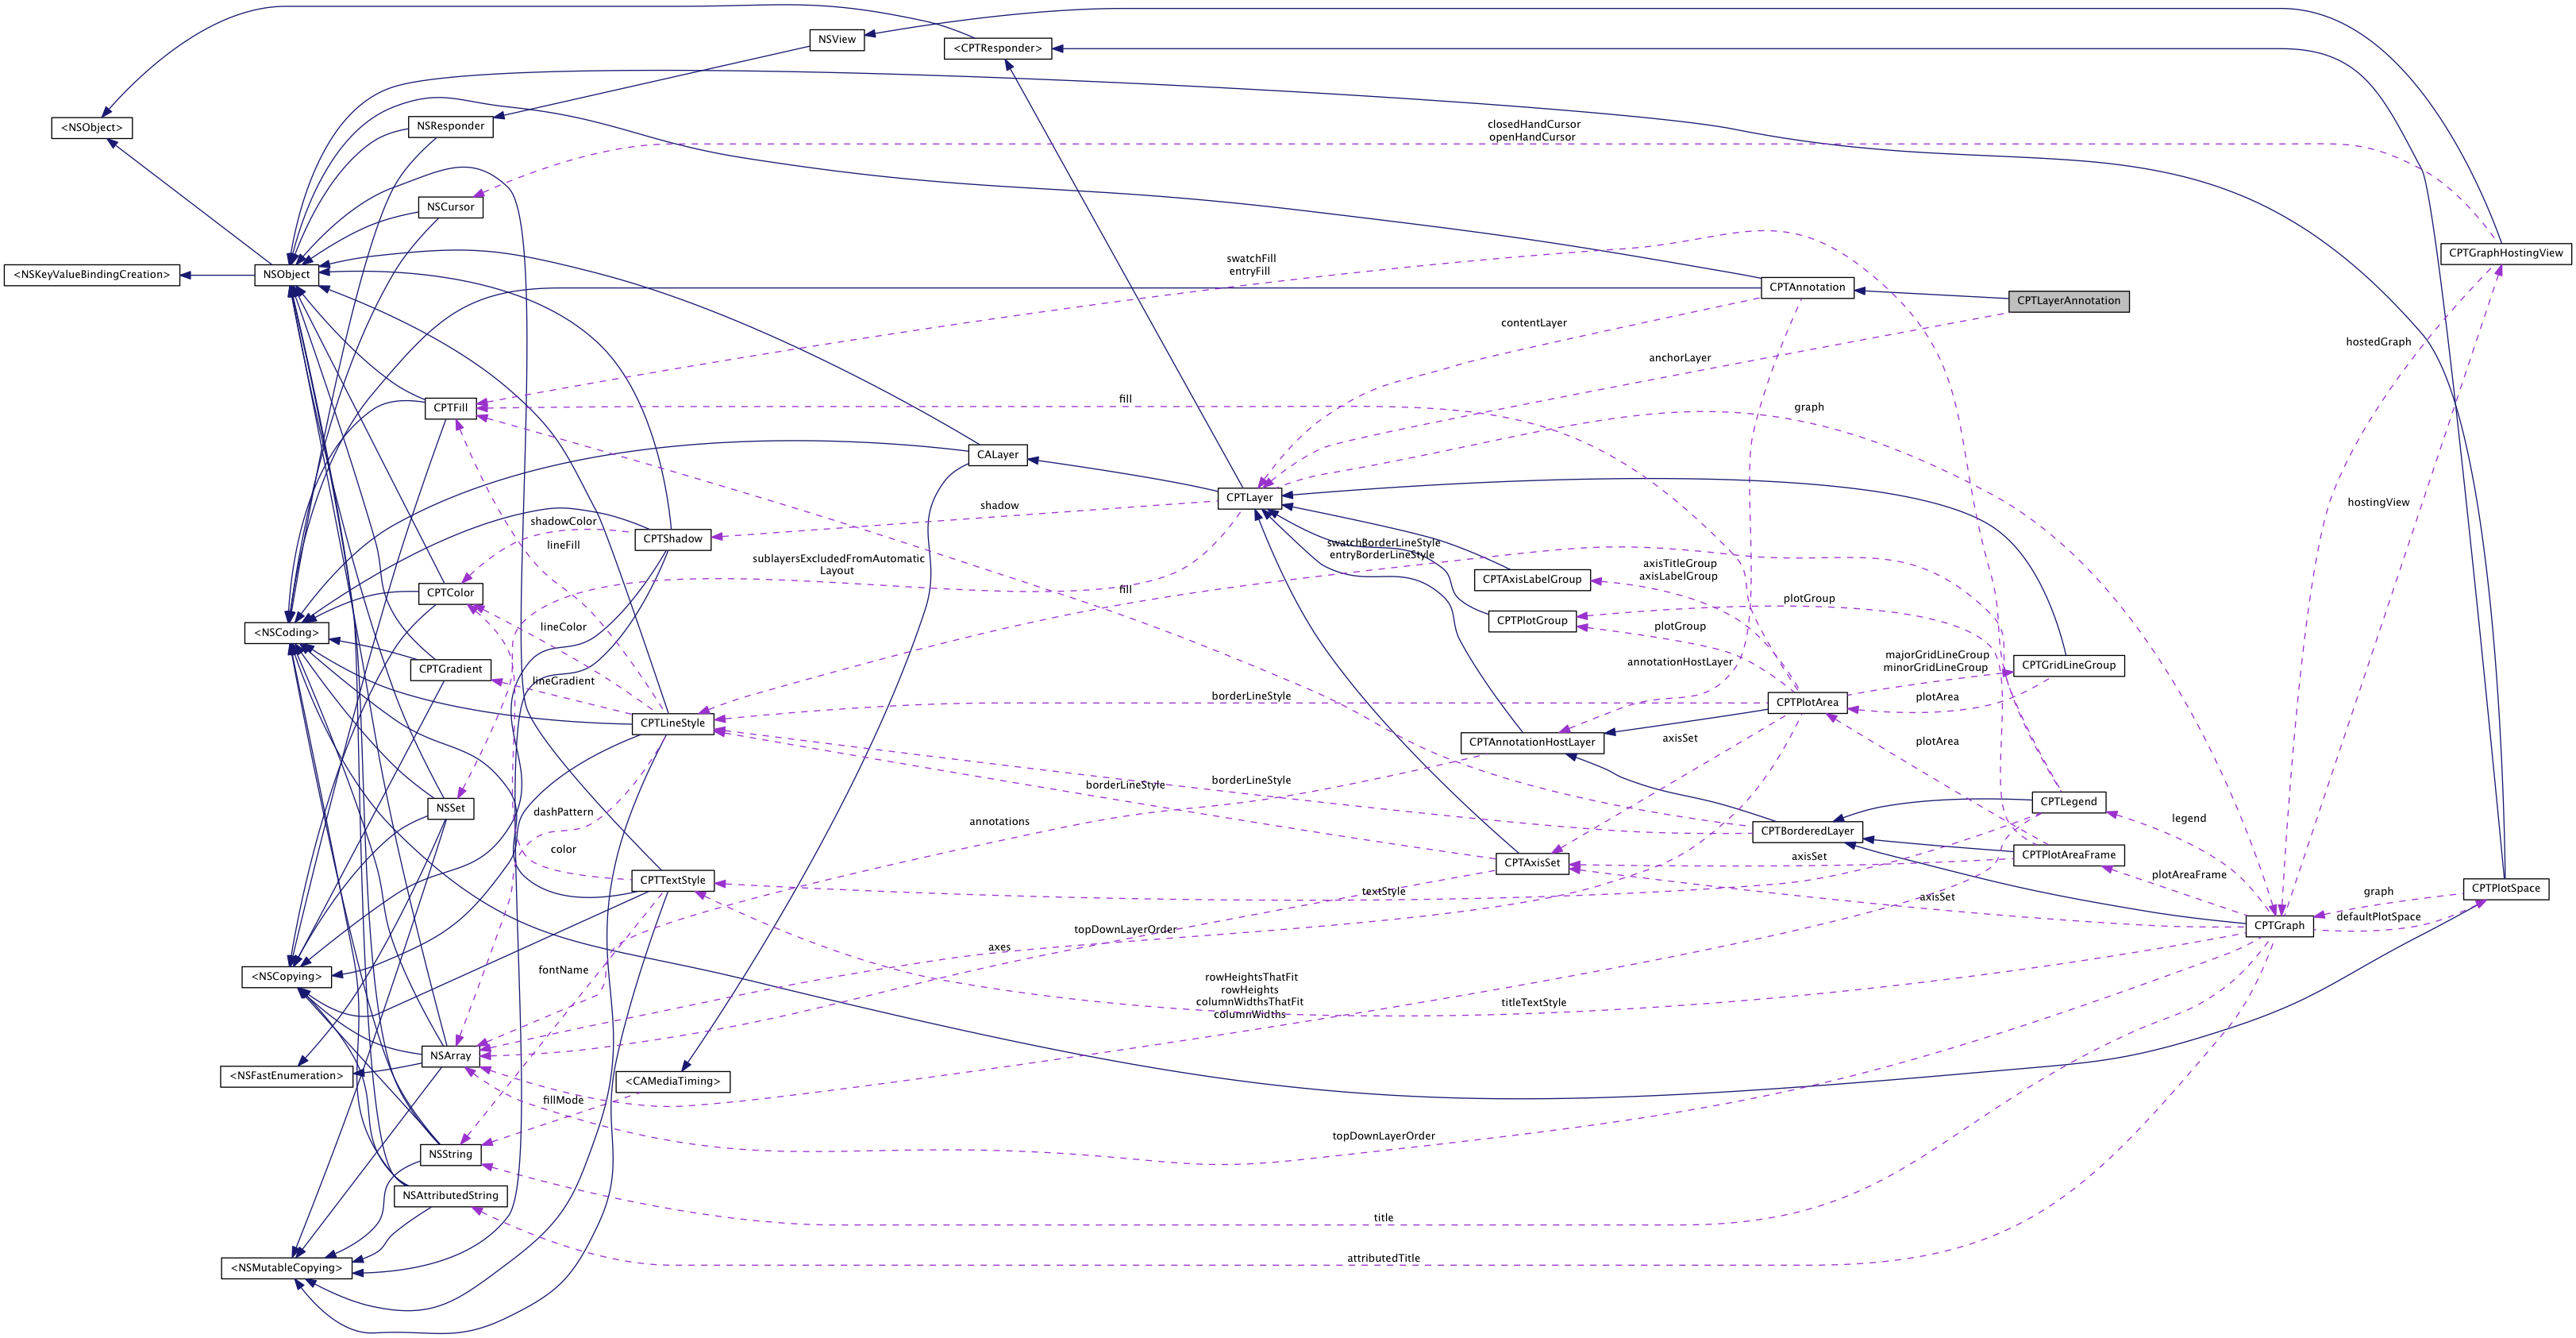 NSView
<CPTResponder>
<NSObject>
NSResponder
closedHandCursor
openHandCursor
NSCursor
CPTGraphHostingView
swatchFill
entryFill
<NSKeyValueBindingCreation>
NSObject
CPTAnnotation
CPTLayerAnnotation
contentLayer
hostedGraph
anchorLayer
CPTFill
fill
graph
CALayer
CPTLayer
hostingView
shadow
shadowColor
CPTShadow
lineFill
swatchBorderLineStyle
entryBorderLineStyle
sublayersExcludedFromAutomatic
Layout
axisTitleGroup
axisLabelGroup
CPTAxisLabelGroup
CPTColor
fill
plotGroup
CPTPlotGroup
plotGroup
lineColor
<NSCoding>
majorGridLineGroup
minorGridLineGroup
CPTGridLineGroup
annotationHostLayer
CPTGradient
lineGradient
borderLineStyle
plotArea
CPTPlotArea
CPTLineStyle
axisSet
plotArea
CPTAnnotationHostLayer
borderLineStyle
borderLineStyle
NSSet
dashPattern
CPTLegend
legend
annotations
CPTBorderedLayer
color
axisSet
CPTPlotAreaFrame
CPTAxisSet
plotAreaFrame
CPTTextStyle
textStyle
axisSet
graph
CPTPlotSpace
defaultPlotSpace
CPTGraph
topDownLayerOrder
axes
fontName
<NSCopying>
rowHeightsThatFit
rowHeights
columnWidthsThatFit
columnWidths
titleTextStyle
NSArray
<NSFastEnumeration>
<CAMediaTiming>
fillMode
topDownLayerOrder
NSString
NSAttributedString
title
attributedTitle
<NSMutableCopying>